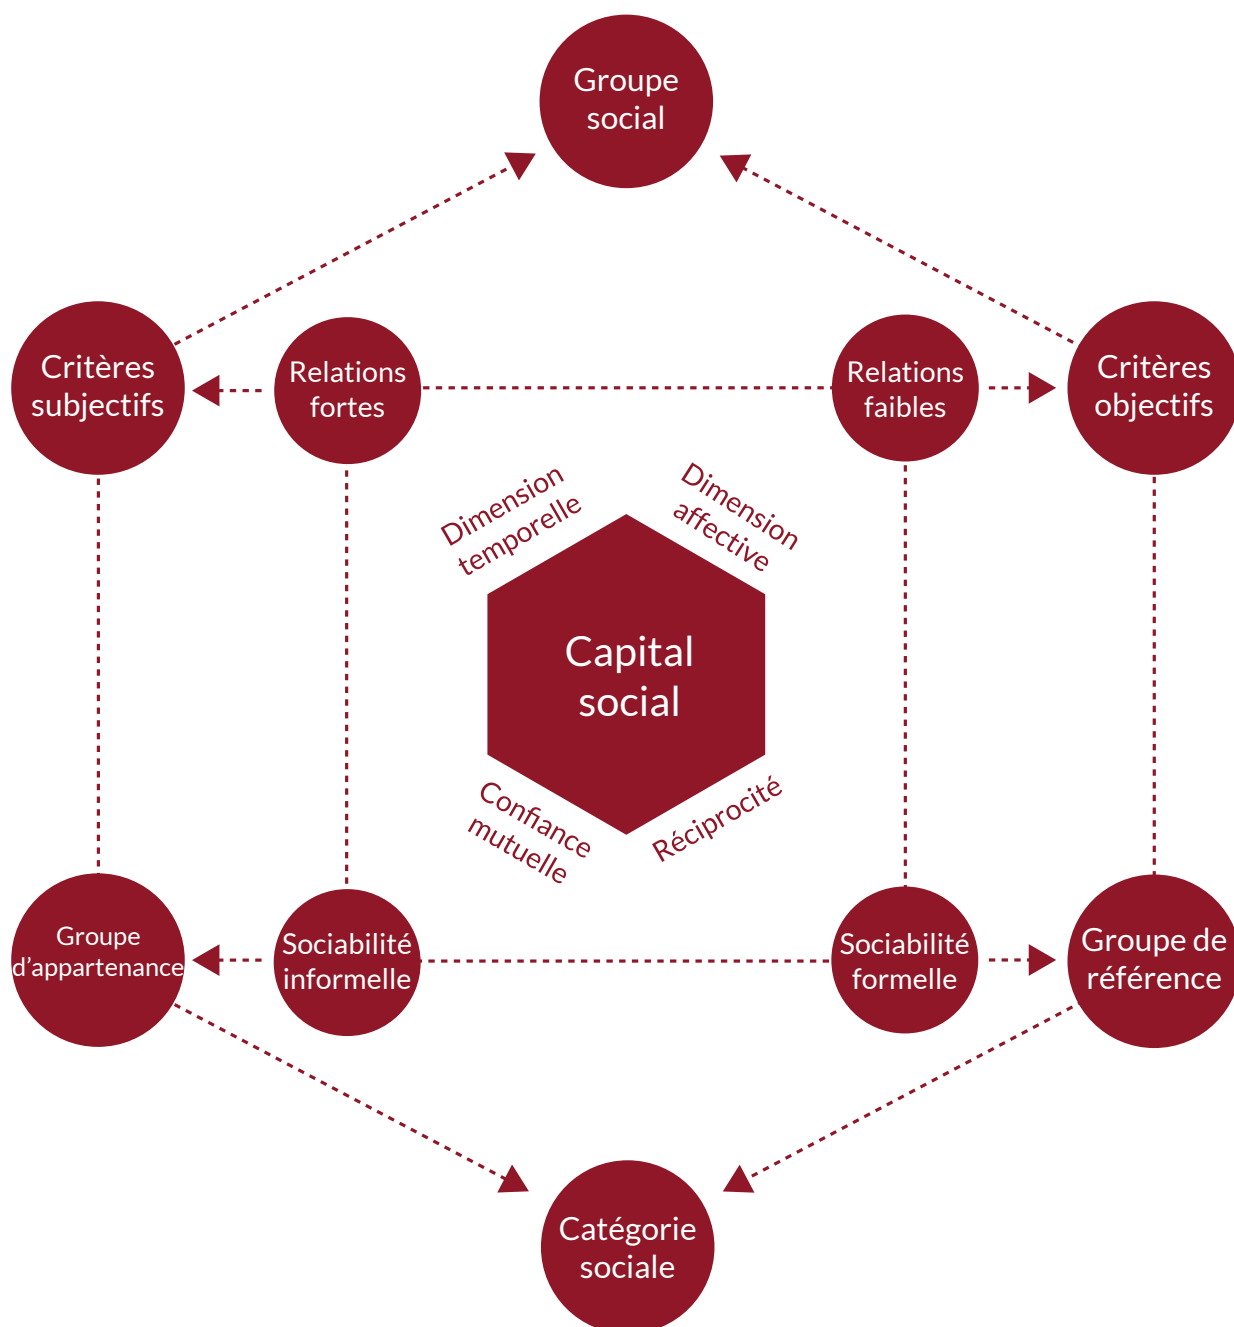 Groupe
social
Critères
subjectifs
Relations
fortes
Relations
faibles
Critères
objectifs
Dimension
temporelle
Dimension
affective
Capital
social
Confiance
mutuelle
Réciprocité
Groupe
d’appartenance
Sociabilité
informelle
Sociabilité
formelle
Groupe de
référence
Catégorie
sociale